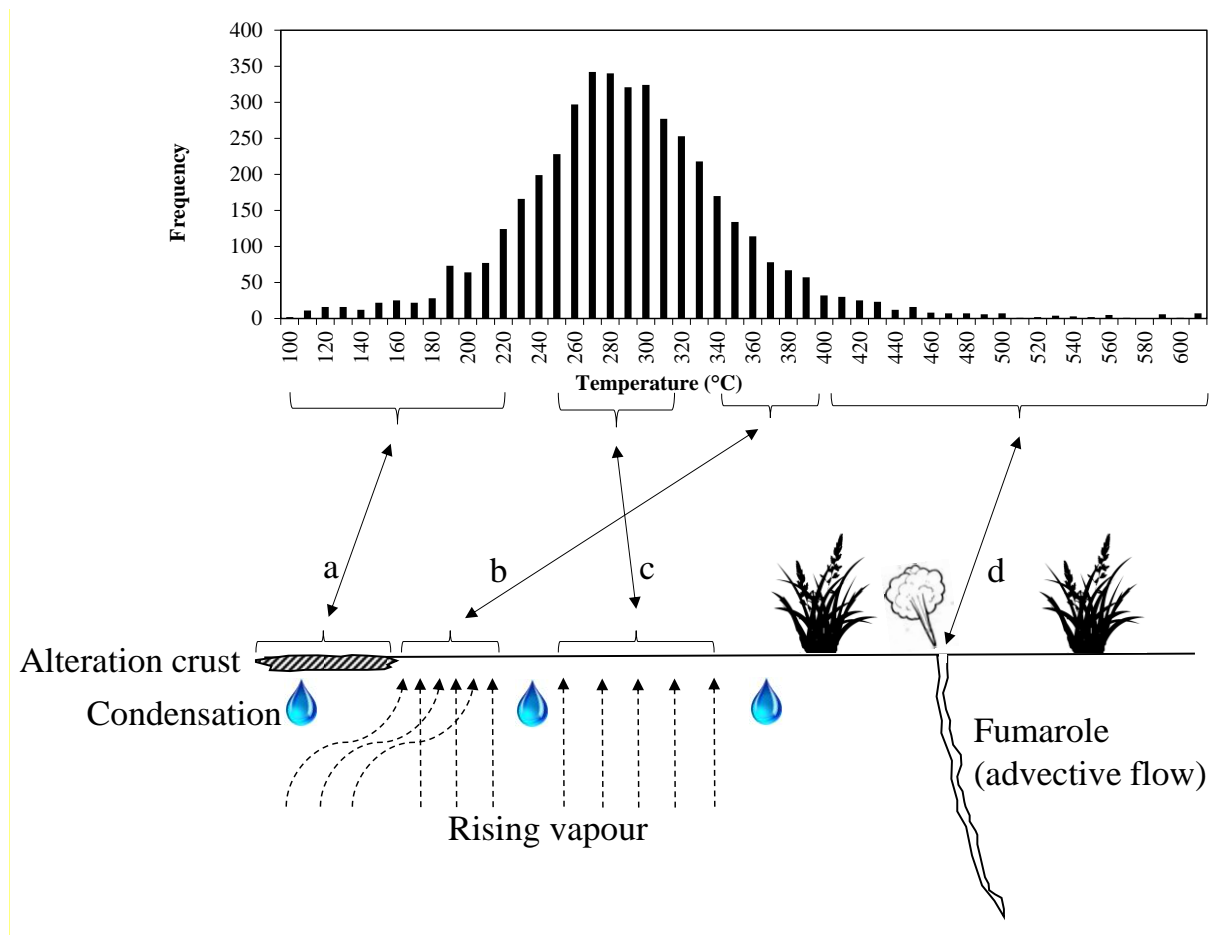 400
350
300
250
200
150
100
50
0
Frequency
100 120 140 160 180 200 220 240 260 280 300 320 340 360 380 400 420 440 460 480 500 520 540 560 580 600
Temperature (°C)
a b c d
Alteration crust
Condensation
Fumarole
(advective flow)
Rising vapour